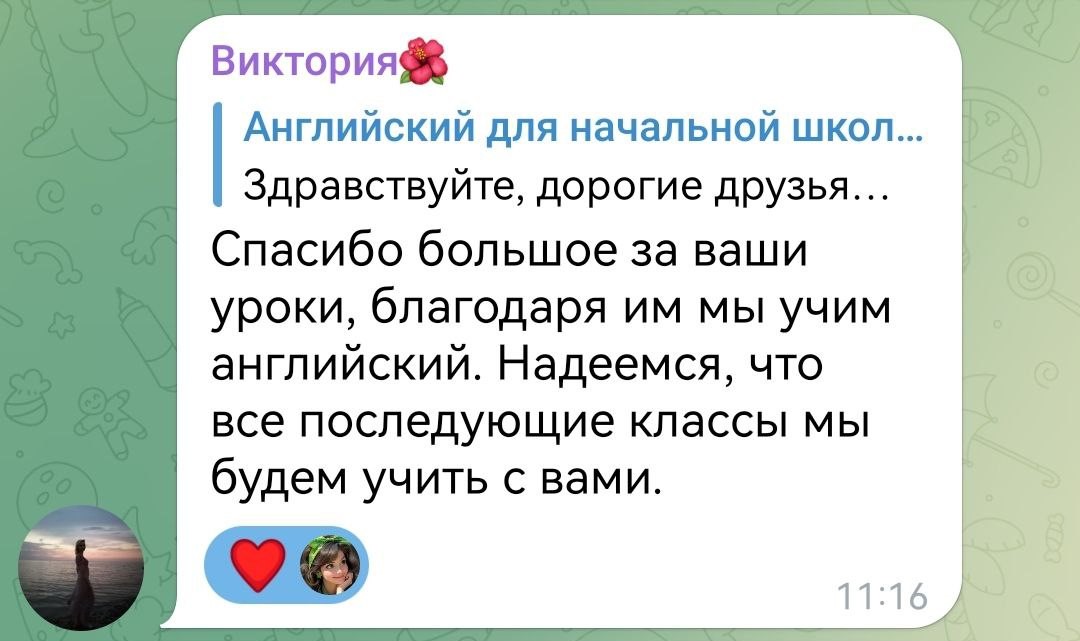 Виктория🌺
Английский для начальной школ...
Здравствуйте, дорогие друзья...
Спасибо большое за ваши
уроки, благодаря им мы учим
английский. Надеемся, что
все последующие классы мы
будем учить с вами.
11:16